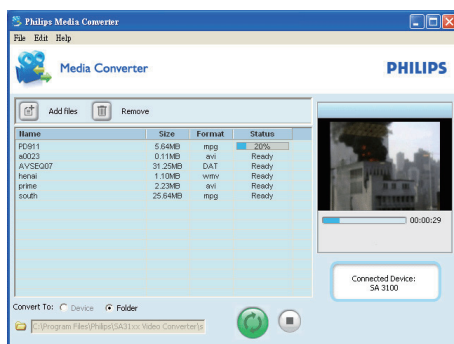 Philips Media Converter
File Edit Help
Media Converter
PHILIPS
Add files Remove
Name Size Format Status
PD911 5.64MB mpg 20%
a0023 0.11MB avi Ready
AVSEQ07 31.25MB DAT Ready
henai 1.10MB wmv Ready
prime 2.23MB avi Ready
south 25.64MB mpg Ready
00:00:29
Connected Device:
SA 3100
Convert To: Device Folder
C:\Program Files\Philips\SA31xx Video Converter\s